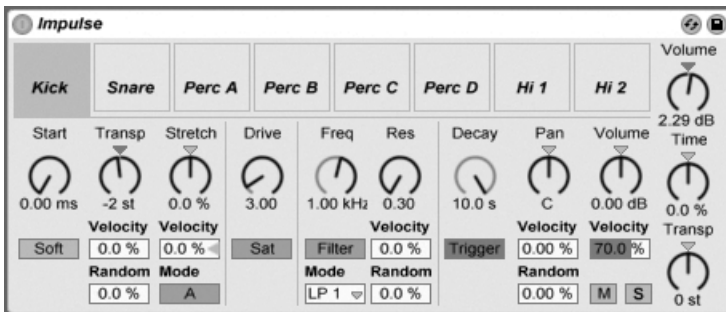 Impulse
Volume
Kick Snare Perc A Perc B Perc C Perc D Hi 1 Hi 2
2.29 dB
Start Transp Stretch Drive Freq Res Decay Pan Volume Time
0.00 ms -2 st 0.0 % 3.00 1.00 kHz 0.30 10.0 s C 0.00 dB 0.0 %
Velocity Velocity Velocity Velocity Velocity Transp
Soft 0.0 % 0.0 % Sat Filter 0.0 % Trigger 0.00 % 70.0 %
Random Mode Mode Random Random
0.0 % A LP 1 0.0 % 0.00 % M S 0 st